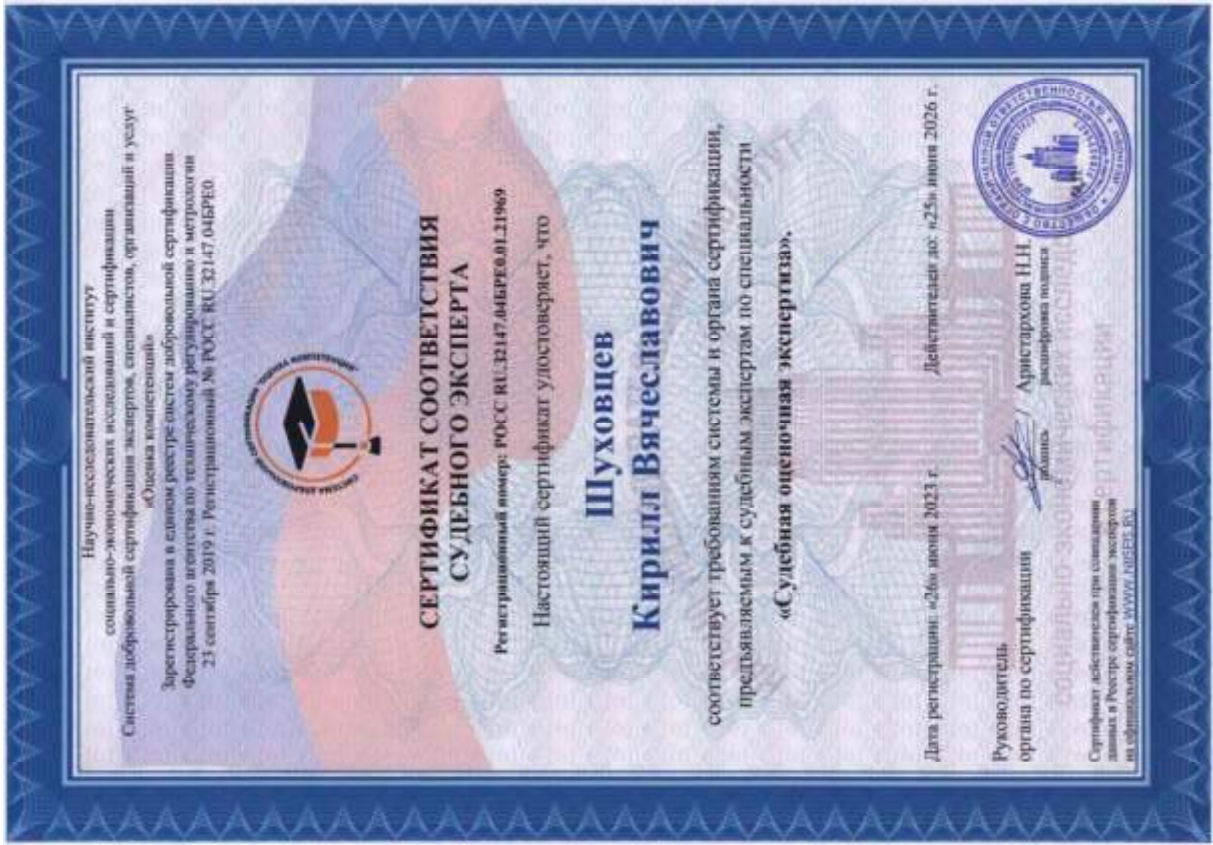 Научно-исследовательский институт
социально-экономических исследований и сертификации
Система добровольной сертификации экспертов, специалистов, организаций и услуг
«Оценка компетенций»
Зарегистрирована в едином реестре систем добровольной сертификации
Федерального агентства по техническому регулированию и метрологии
23 сентября 2019 г. Регистрационный № РОСС RU 32147.04БРЕ0
СЕРТИФИКАТ СООТВЕТСТВИЯ
СУДЕБНОГО ЭКСПЕРТА
Регистрационный номер: РОСС RU.32147.04БРЕ0.01.21969
Настоящий сертификат удостоверяет, что
Шуховцев
Кирилл Вячеславович
соответствует требованиям системы и органа сертификации,
предъявляемым к судебным экспертам по специальности
«Судебная оценочная экспертиза».
Дата регистрации: «26» июня 2023 г. Действителен до: «25» июня 2026 г.
Руководитель
органа по сертификации / Аристархова Н.Н.
подпись расшифровка подписи
Сертификат действителен при совпадении
данных в Реестре сертификации экспертов
на официальном сайте WWW.NIISEIS.RU